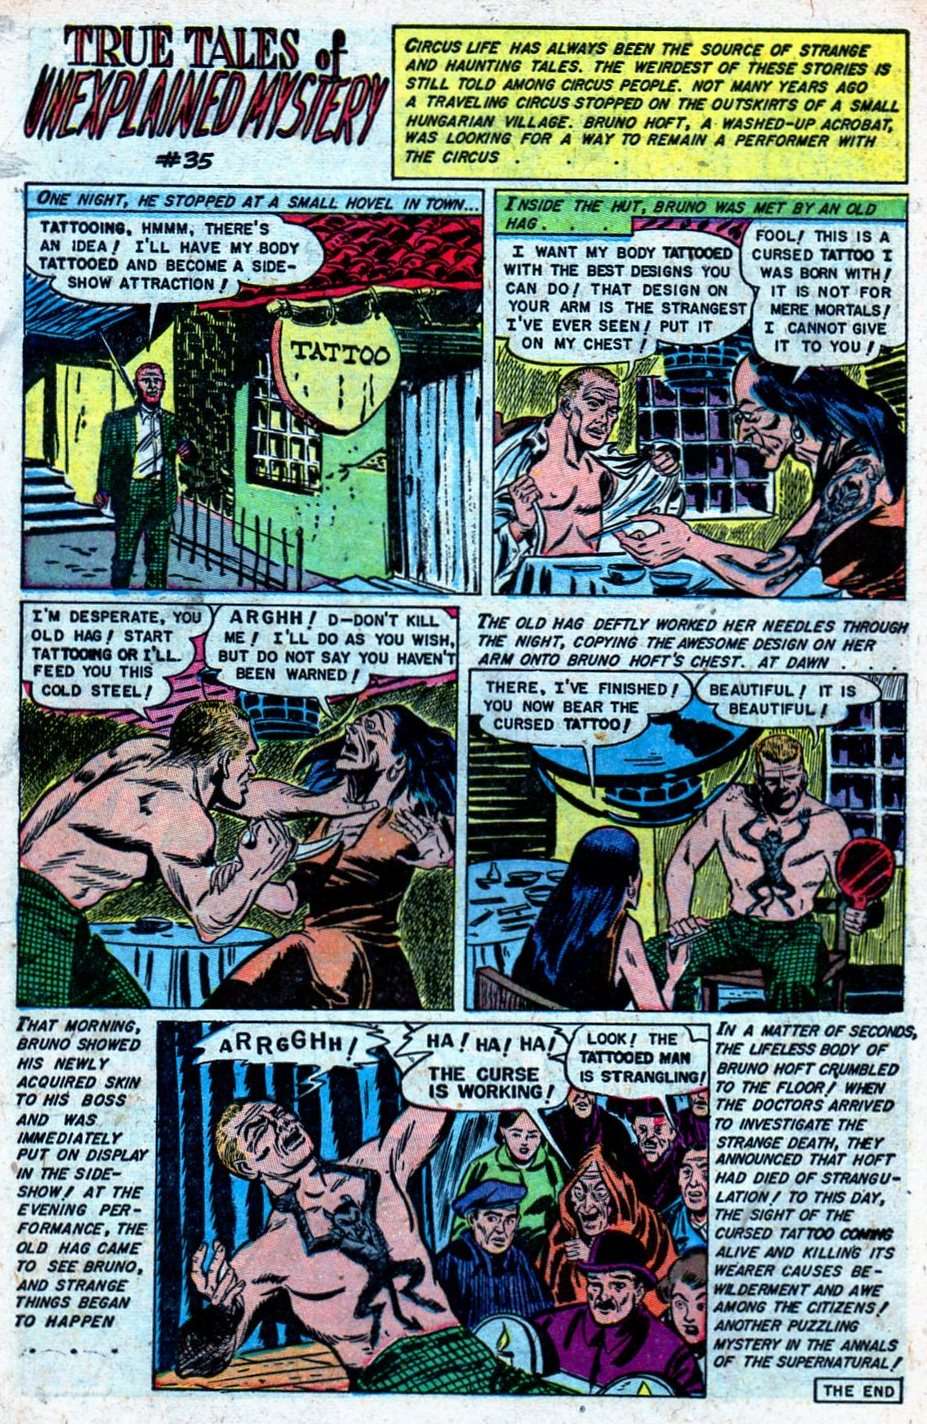 TRUE TALES of
UNEXPLAINED MYSTERY
#35
CIRCUS LIFE HAS ALWAYS BEEN THE SOURCE OF STRANGE
AND HAUNTING TALES. THE WEIRDEST OF THESE STORIES IS
STILL TOLD AMONG CIRCUS PEOPLE. NOT MANY YEARS AGO
A TRAVELING CIRCUS STOPPED ON THE OUTSKIRTS OF A SMALL
HUNGARIAN VILLAGE. BRUNO HOFT, A WASHED-UP ACROBAT,
WAS LOOKING FOR A WAY TO REMAIN A PERFORMER WITH
THE CIRCUS . . .
ONE NIGHT, HE STOPPED AT A SMALL HOVEL IN TOWN...
TATTOOING, HMMM, THERE'S
AN IDEA! I'LL HAVE MY BODY
TATTOOED AND BECOME A SIDE-
SHOW ATTRACTION!
TATTOO
INSIDE THE HUT, BRUNO WAS MET BY AN OLD
HAG . . . .
I WANT MY BODY TATTOOED
WITH THE BEST DESIGNS YOU
CAN DO! THAT DESIGN ON
YOUR ARM IS THE STRANGEST
I'VE EVER SEEN! PUT IT
ON MY CHEST!
FOOL! THIS IS A
CURSED TATTOO I
WAS BORN WITH!
IT IS NOT FOR
MERE MORTALS!
I CANNOT GIVE
IT TO YOU!
I'M DESPERATE, YOU
OLD HAG! START
TATTOOING OR I'LL
FEED YOU THIS
COLD STEEL!
ARGHH! D-DON'T KILL
ME! I'LL DO AS YOU WISH,
BUT DO NOT SAY YOU HAVEN'T
BEEN WARNED!
THE OLD HAG DEFTLY WORKED HER NEEDLES THROUGH
THE NIGHT, COPYING THE AWESOME DESIGN ON HER
ARM ONTO BRUNO HOFT'S CHEST. AT DAWN . . . .
THERE, I'VE FINISHED!
YOU NOW BEAR THE
CURSED TATTOO!
BEAUTIFUL! IT IS
BEAUTIFUL!
THAT MORNING,
BRUNO SHOWED
HIS NEWLY
ACQUIRED SKIN
TO HIS BOSS
AND WAS
IMMEDIATELY
PUT ON DISPLAY
IN THE SIDE-
SHOW! AT THE
EVENING PER-
FORMANCE, THE
OLD HAG CAME
TO SEE BRUNO,
AND STRANGE
THINGS BEGAN
TO HAPPEN
. . . . .
ARRGGHH!
HA! HA! HA!
THE CURSE
IS WORKING!
LOOK! THE
TATTOOED MAN
IS STRANGLING!
IN A MATTER OF SECONDS,
THE LIFELESS BODY OF
BRUNO HOFT CRUMBLED
TO THE FLOOR! WHEN
THE DOCTORS ARRIVED
TO INVESTIGATE THE
STRANGE DEATH, THEY
ANNOUNCED THAT HOFT
HAD DIED OF STRANGU-
LATION! TO THIS DAY,
THE SIGHT OF THE
CURSED TATTOO COMING
ALIVE AND KILLING ITS
WEARER CAUSES BE-
WILDERMENT AND AWE
AMONG THE CITIZENS!
ANOTHER PUZZLING
MYSTERY IN THE ANNALS
OF THE SUPERNATURAL!
THE END